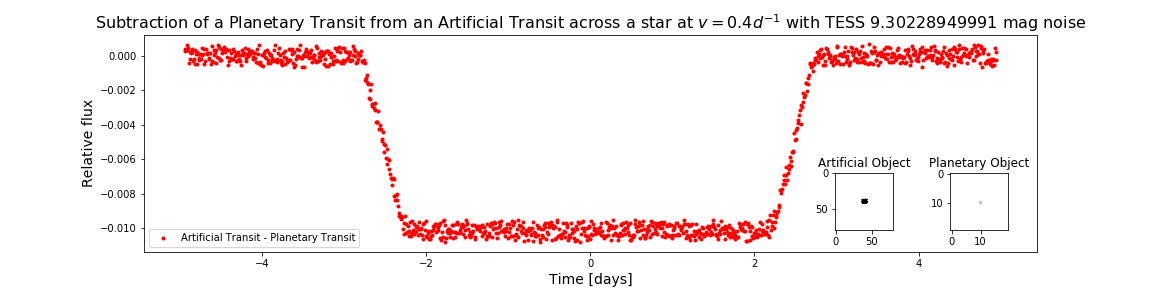 Subtraction of a Planetary Transit from an Artificial Transit across a star at v = 0.4d⁻¹ with TESS 9.30228949991 mag noise
Relative flux
0.000
−0.002
−0.004
−0.006
−0.008
−0.010
Artificial Transit - Planetary Transit
Artificial Object
0
50
0 50
Planetary Object
0
10
0 10
−4 −2 0 2 4
Time [days]